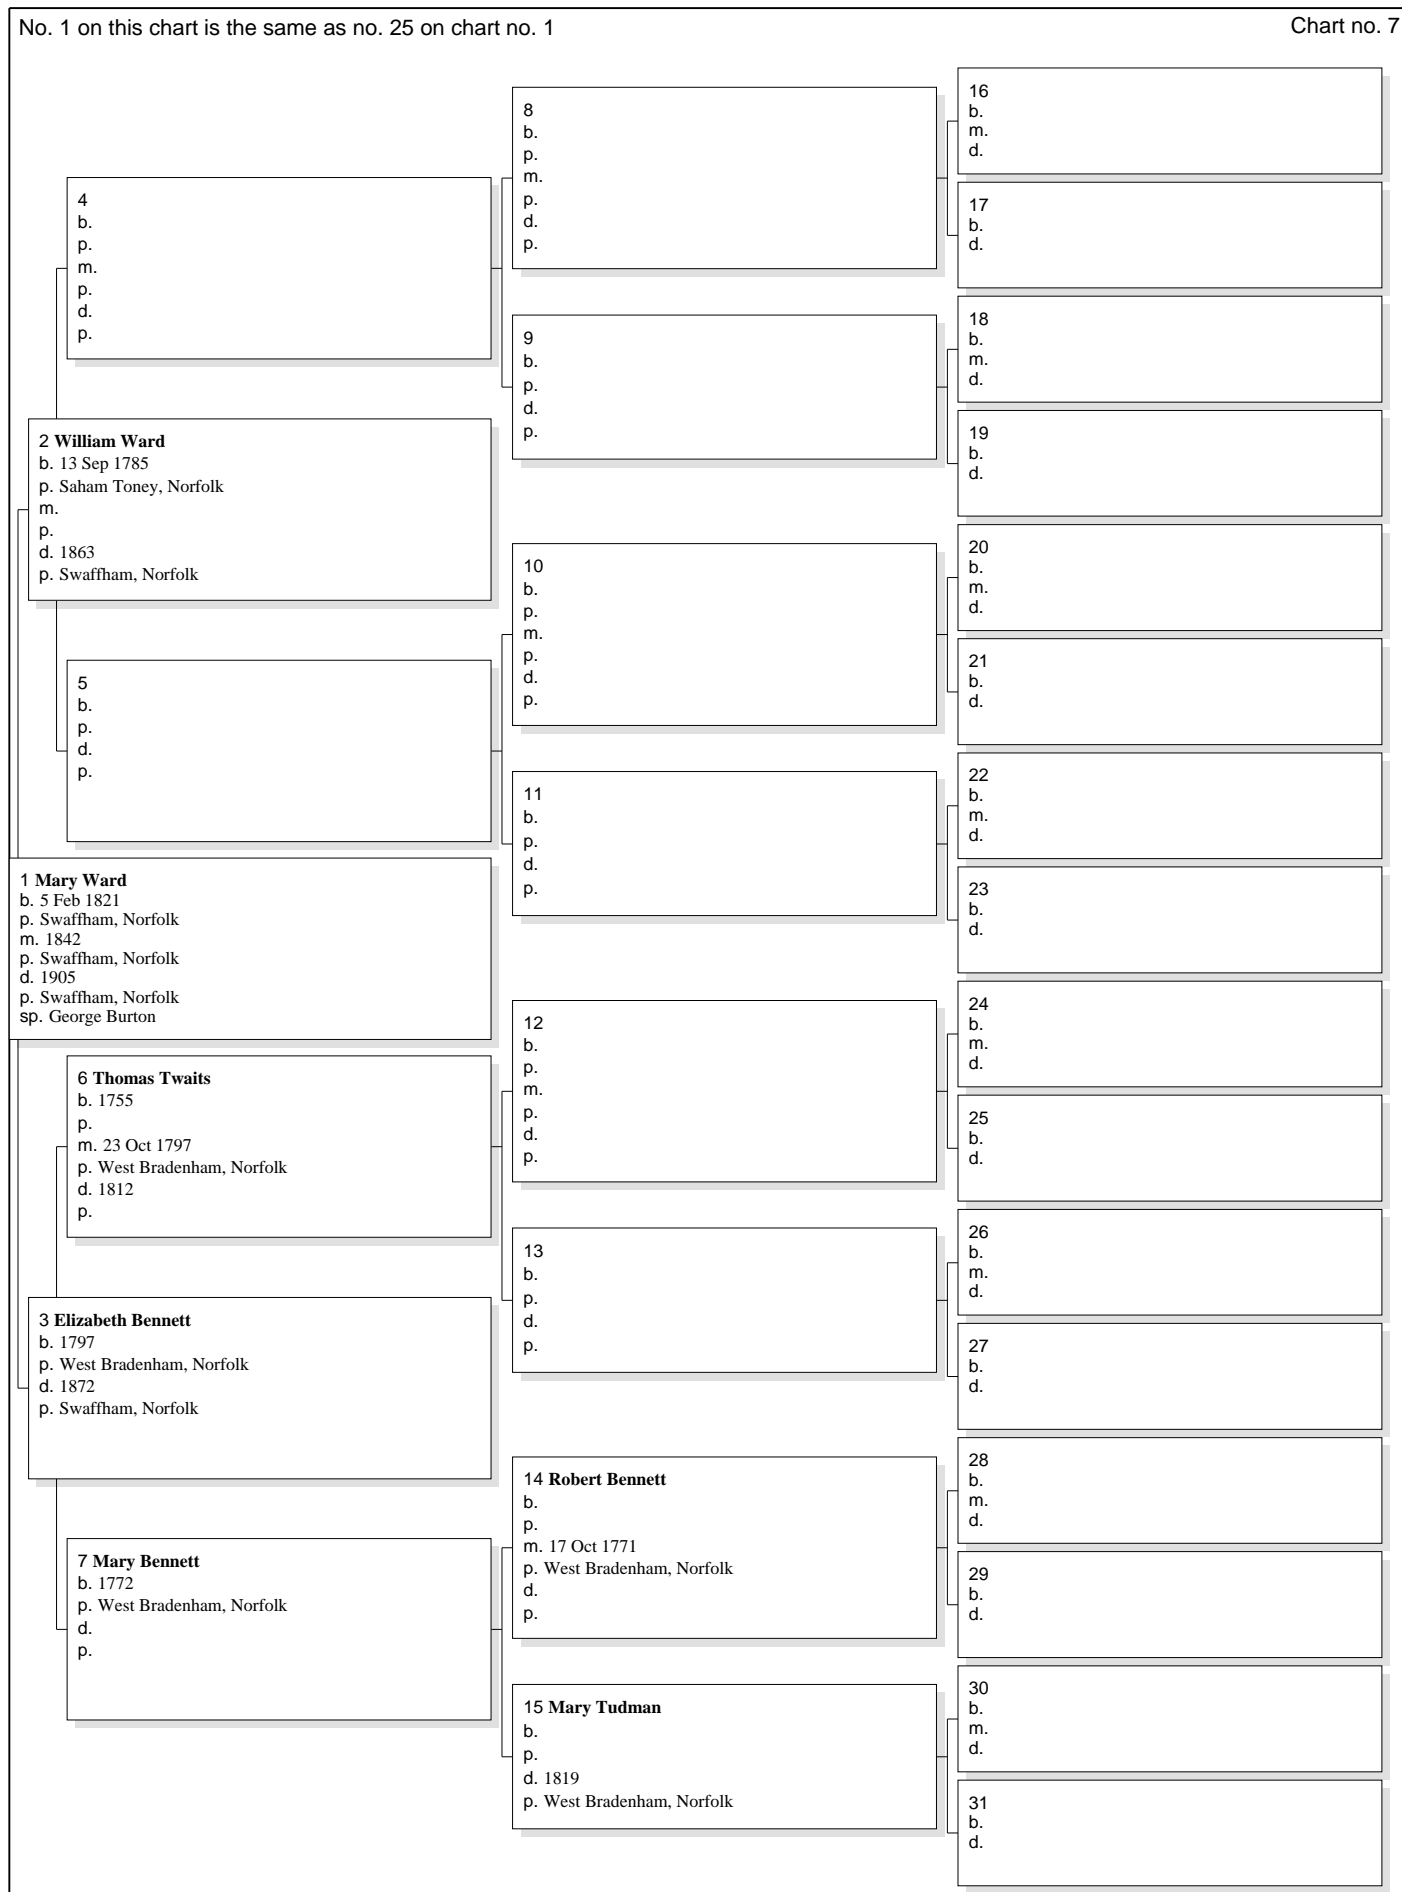 No. 1 on this chart is the same as no. 25 on chart no. 1
Chart no. 7
1 Mary Ward
b. 5 Feb 1821
p. Swaffham, Norfolk
m. 1842
p. Swaffham, Norfolk
d. 1905
p. Swaffham, Norfolk
sp. George Burton
2 William Ward
b. 13 Sep 1785
p. Saham Toney, Norfolk
m.
p.
d. 1863
p. Swaffham, Norfolk
3 Elizabeth Bennett
b. 1797
p. West Bradenham, Norfolk
d. 1872
p. Swaffham, Norfolk
4
b.
p.
m.
p.
d.
p.
5
b.
p.
d.
p.
6 Thomas Twaits
b. 1755
p.
m. 23 Oct 1797
p. West Bradenham, Norfolk
d. 1812
p.
7 Mary Bennett
b. 1772
p. West Bradenham, Norfolk
d.
p.
8
b.
p.
m.
p.
d.
p.
9
b.
p.
d.
p.
10
b.
p.
m.
p.
d.
p.
11
b.
p.
d.
p.
12
b.
p.
m.
p.
d.
p.
13
b.
p.
d.
p.
14 Robert Bennett
b.
p.
m. 17 Oct 1771
p. West Bradenham, Norfolk
d.
p.
15 Mary Tudman
b.
p.
d. 1819
p. West Bradenham, Norfolk
16
b.
m.
d.
17
b.
d.
18
b.
m.
d.
19
b.
d.
20
b.
m.
d.
21
b.
d.
22
b.
m.
d.
23
b.
d.
24
b.
m.
d.
25
b.
d.
26
b.
m.
d.
27
b.
d.
28
b.
m.
d.
29
b.
d.
30
b.
m.
d.
31
b.
d.